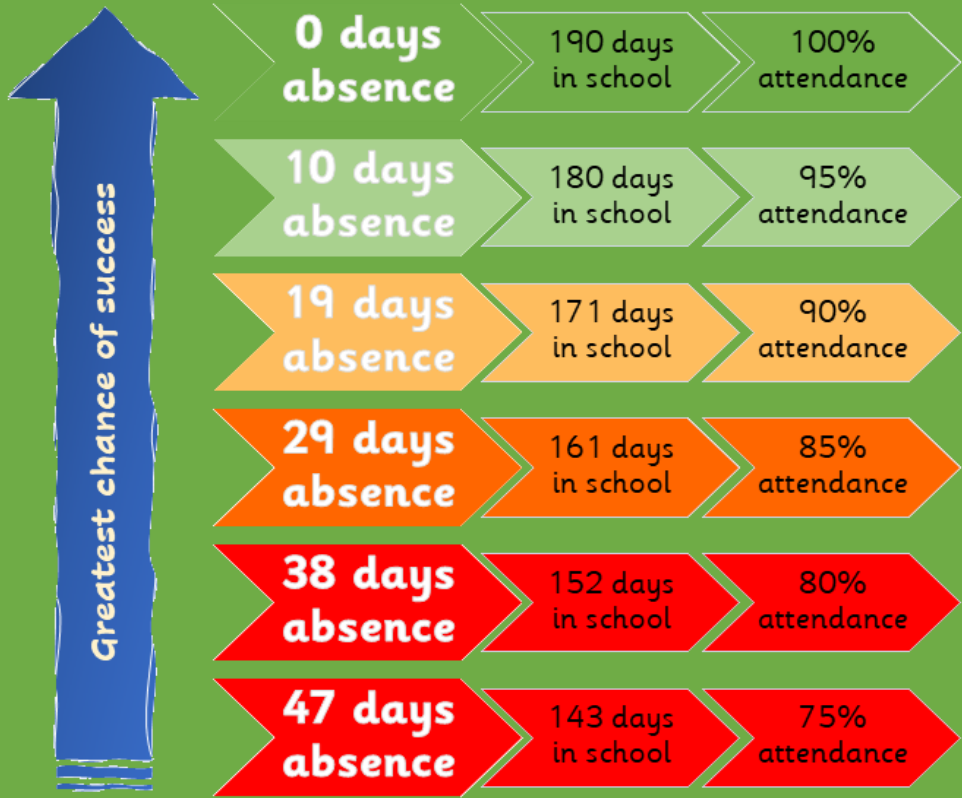 Greatest chance of success
0 days
absence
190 days
in school
100%
attendance
10 days
absence
180 days
in school
95%
attendance
19 days
absence
171 days
in school
90%
attendance
29 days
absence
161 days
in school
85%
attendance
38 days
absence
152 days
in school
80%
attendance
47 days
absence
143 days
in school
75%
attendance